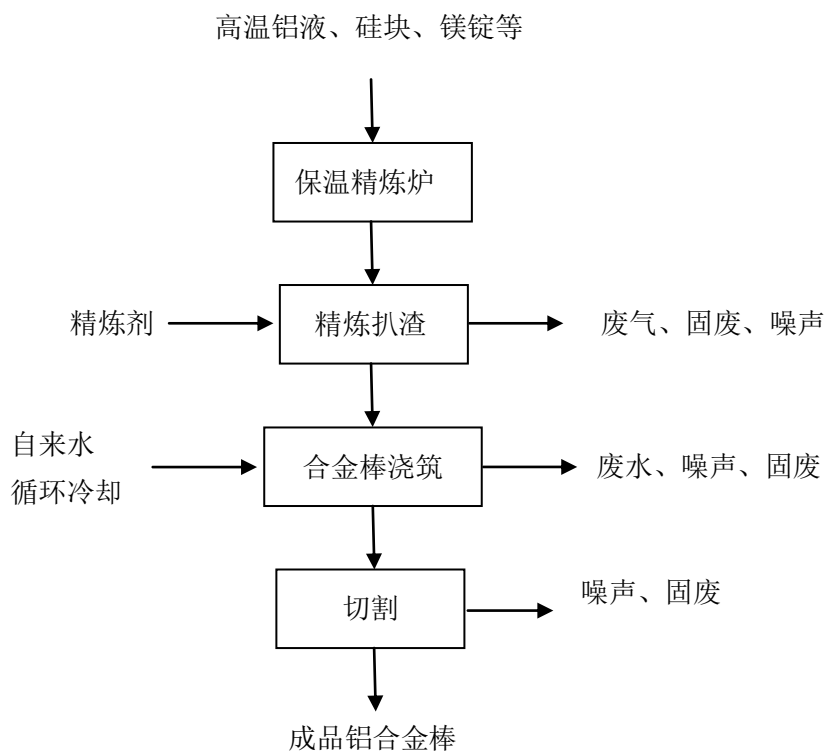 高温铝液、硅块、镁锭等
保温精炼炉
精炼剂
精炼扒渣
废气、固废、噪声
自来水
循环冷却
合金棒浇筑
废水、噪声、固废
切割
噪声、固废
成品铝合金棒